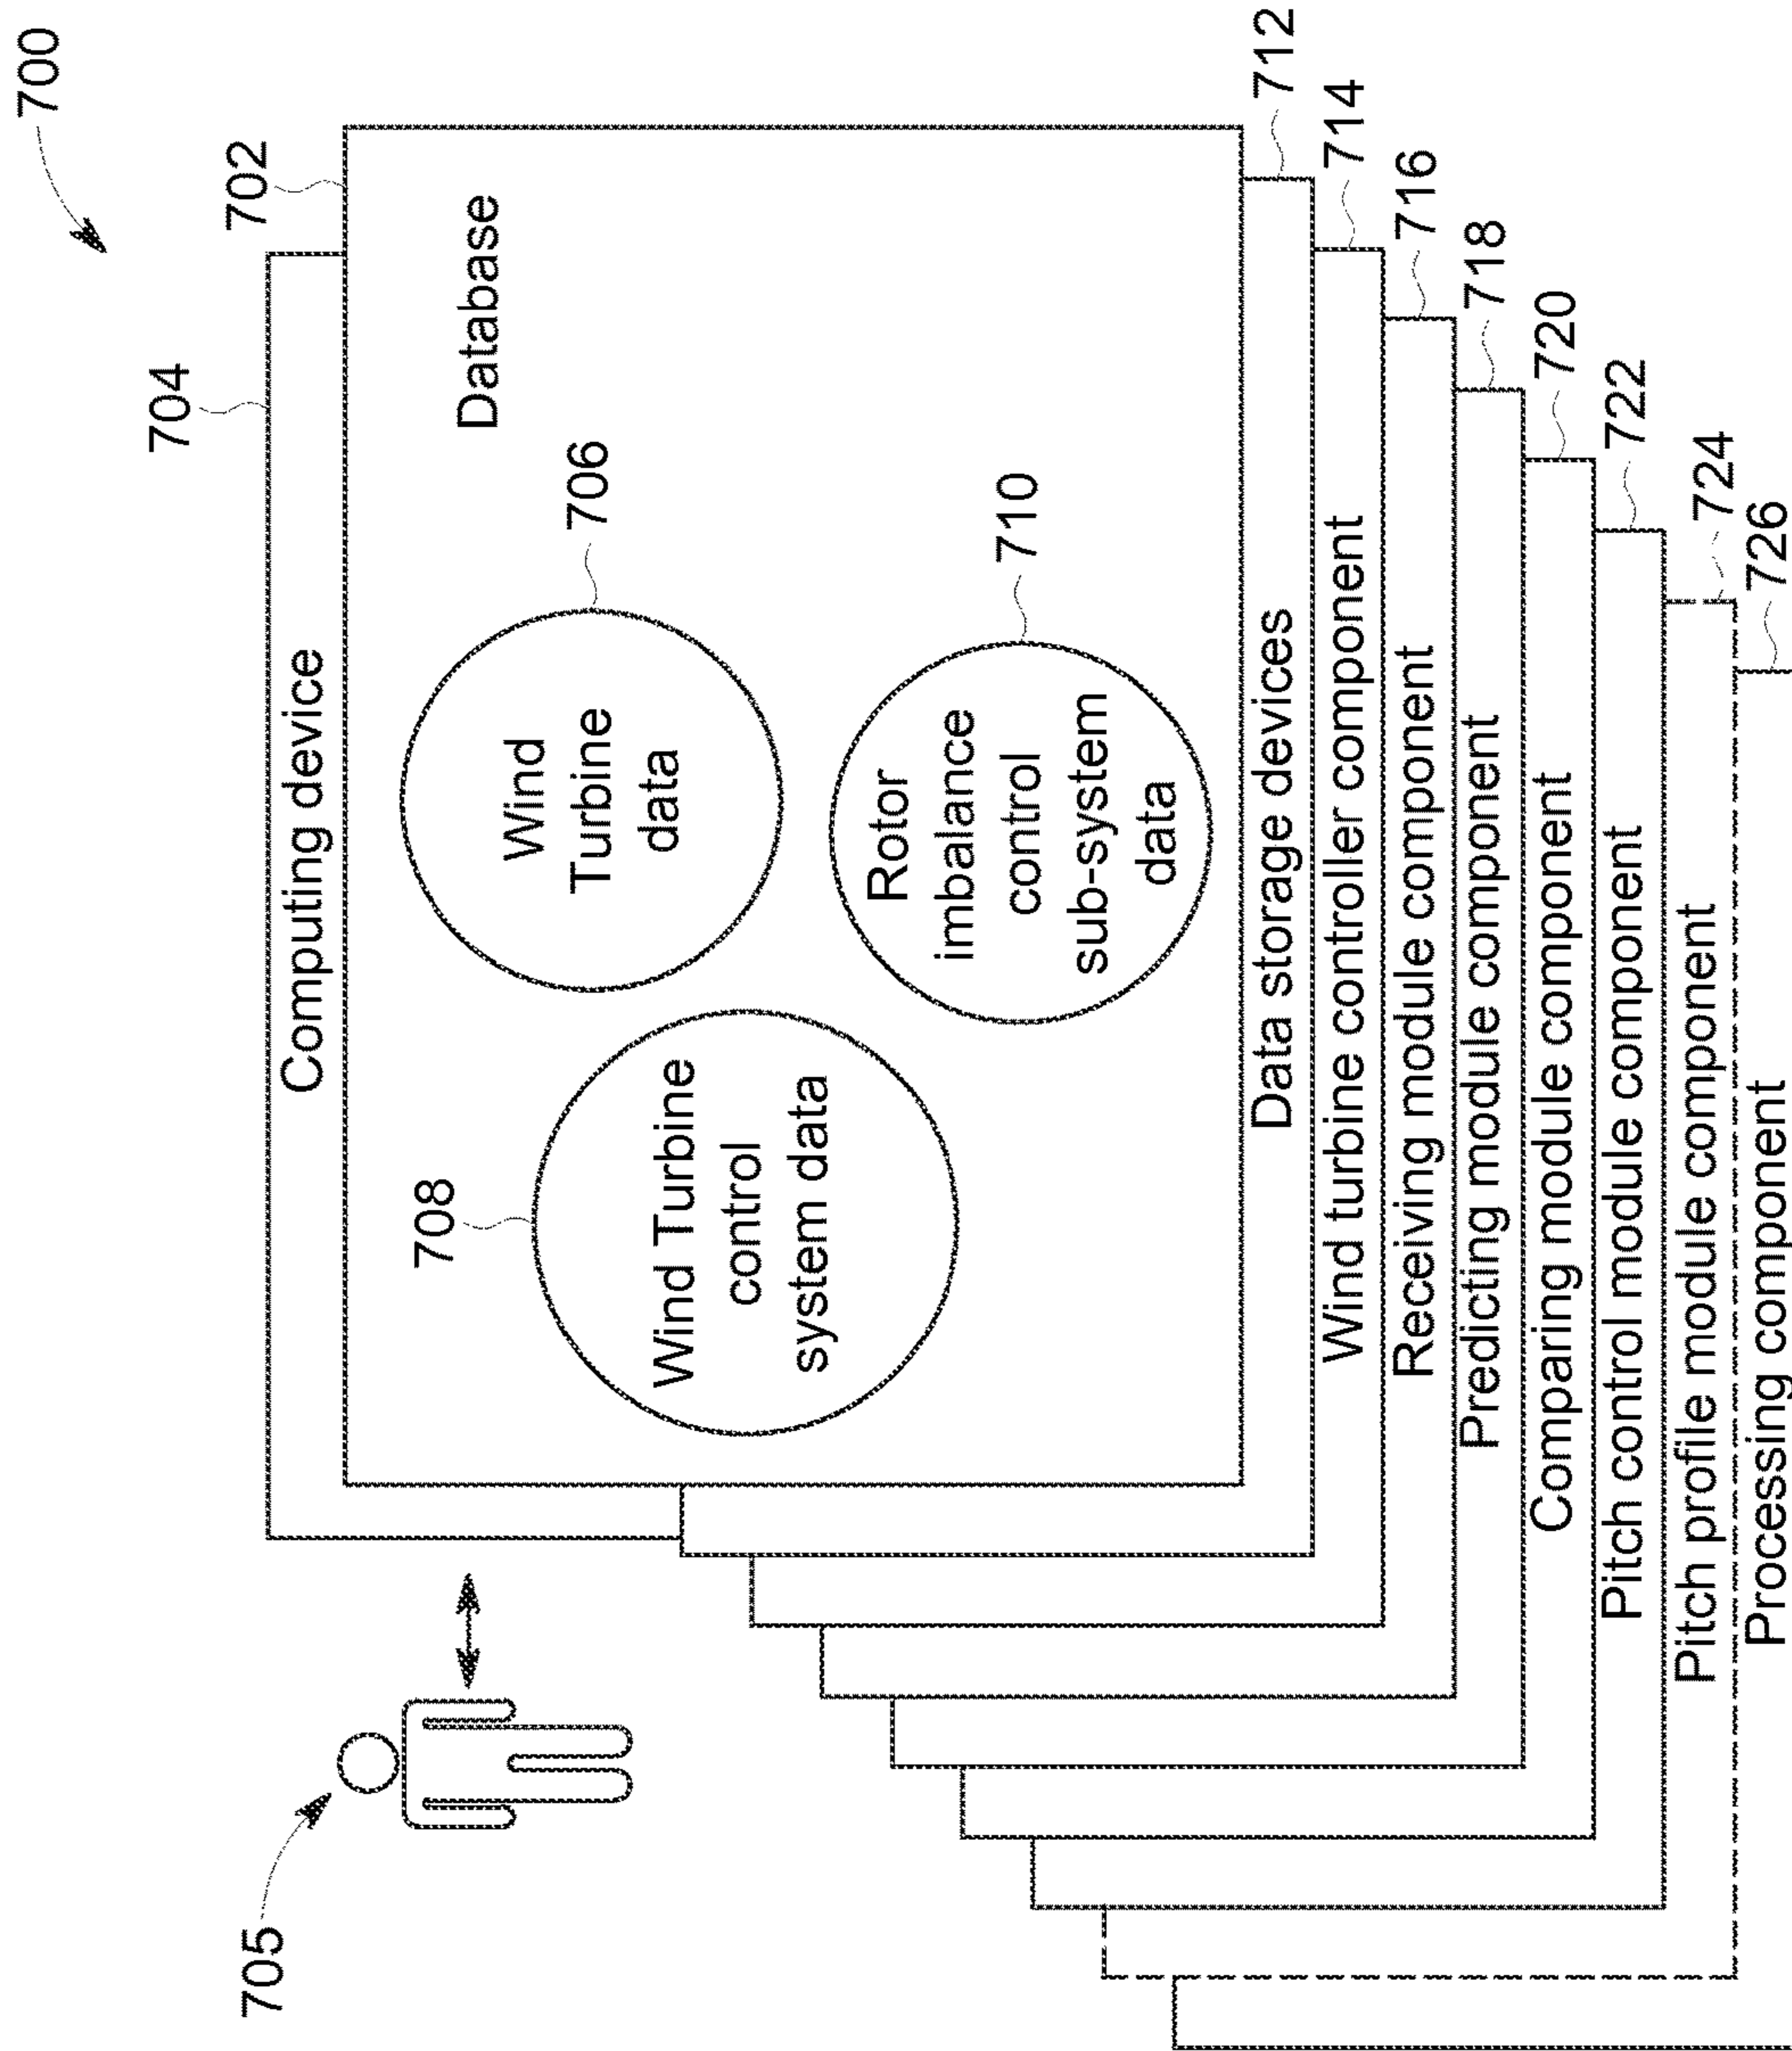 700
704
702
Computing device
Database
705
708
706
Wind Turbine
control
system data
Wind
Turbine
data
710
Rotor
imbalance
control
sub-system
data
Data storage devices
712
Wind turbine controller component
714
Receiving module component
716
Predicting module component
718
Comparing module component
720
Pitch control module component
722
Pitch profile module component
724
Processing component
726